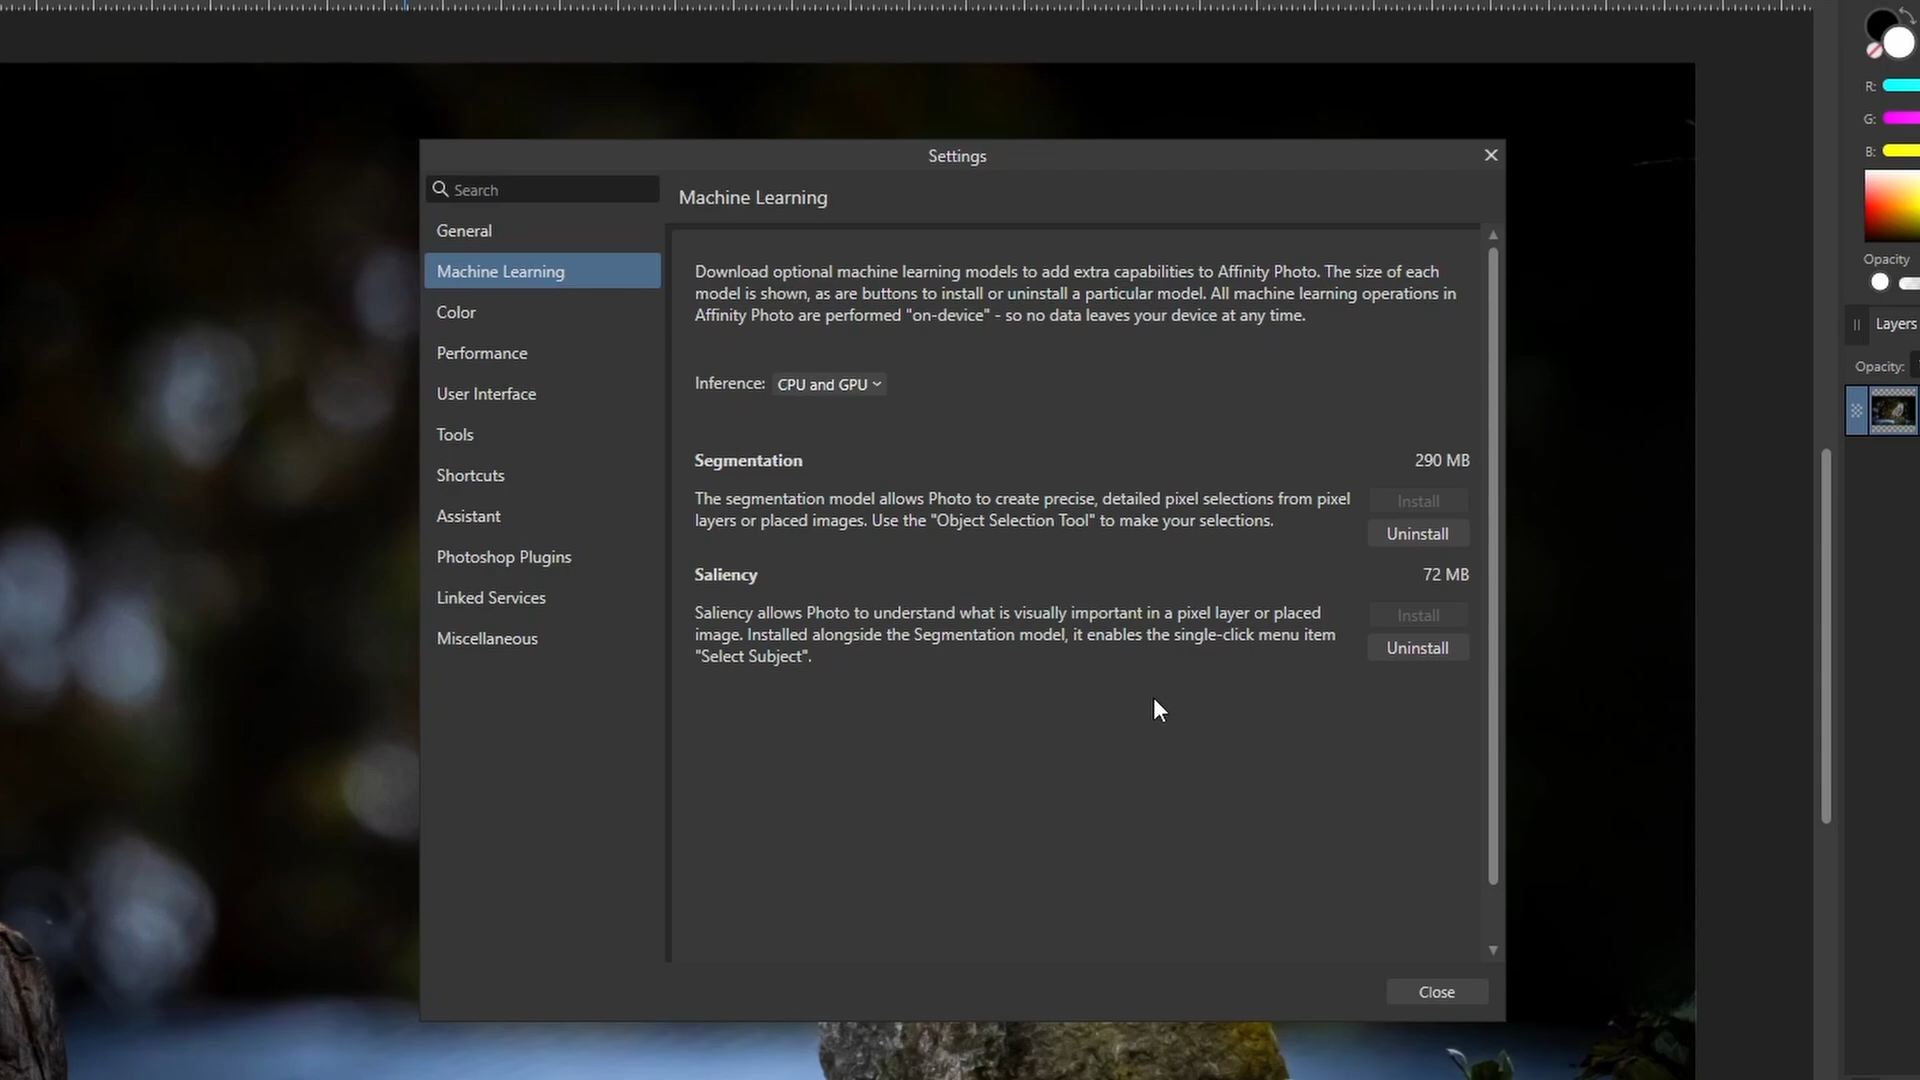 Settings
Search
General
Machine Learning
Color
Performance
User Interface
Tools
Shortcuts
Assistant
Photoshop Plugins
Linked Services
Miscellaneous
Machine Learning
Download optional machine learning models to add extra capabilities to Affinity Photo. The size of each
model is shown, as are buttons to install or uninstall a particular model. All machine learning operations in
Affinity Photo are performed "on-device" - so no data leaves your device at any time.
Inference: CPU and GPU
Segmentation 290 MB
The segmentation model allows Photo to create precise, detailed pixel selections from pixel
layers or placed images. Use the "Object Selection Tool" to make your selections.
Install
Uninstall
Saliency 72 MB
Saliency allows Photo to understand what is visually important in a pixel layer or placed
image. Installed alongside the Segmentation model, it enables the single-click menu item
"Select Subject".
Install
Uninstall
Close
R:
G:
B:
Opacity
Layers
Opacity: